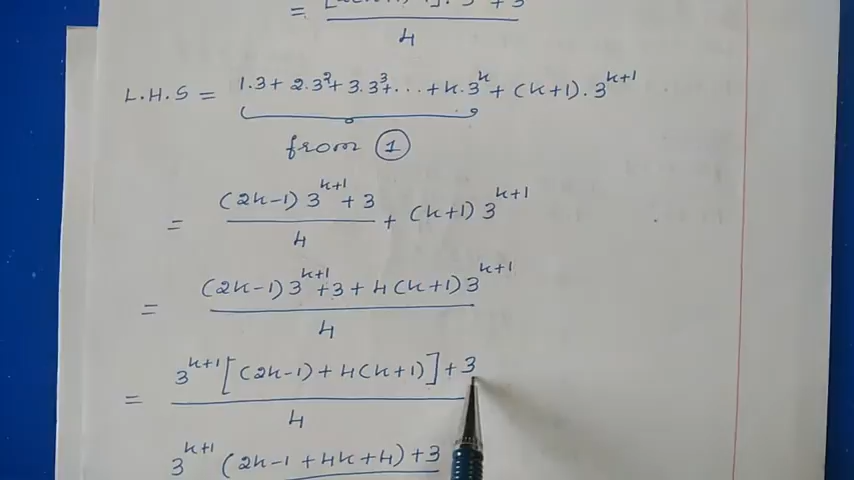 =
4
L.H.S = 1.3 + 2.3² + 3.3³ + ... + k.3^k + (k+1).3^{k+1}
from ①
= ((2k-1) 3^{k+1} + 3)/4 + (k+1) 3^{k+1}
= ((2k-1) 3^{k+1} + 3 + 4(k+1) 3^{k+1})/4
= (3^{k+1} [(2k-1) + 4(k+1)] + 3)/4
3^{k+1} (2k-1+4k+4) + 3